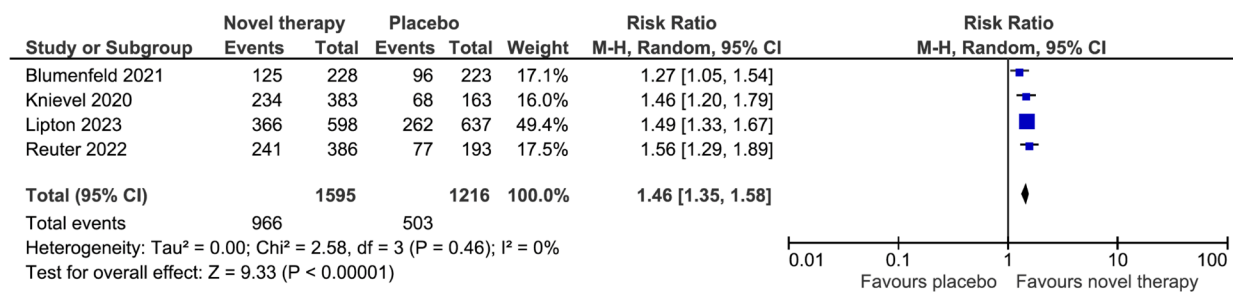 Novel therapy Placebo Risk Ratio Risk Ratio
Study or Subgroup Events Total Events Total Weight M-H, Random, 95% CI M-H, Random, 95% CI
Blumenfeld 2021 125 228 96 223 17.1% 1.27 [1.05, 1.54]
Knievel 2020 234 383 68 163 16.0% 1.46 [1.20, 1.79]
Lipton 2023 366 598 262 637 49.4% 1.49 [1.33, 1.67]
Reuter 2022 241 386 77 193 17.5% 1.56 [1.29, 1.89]
Total (95% CI) 1595 1216 100.0% 1.46 [1.35, 1.58]
Total events 966 503
Heterogeneity: Tau² = 0.00; Chi² = 2.58, df = 3 (P = 0.46); I² = 0%
Test for overall effect: Z = 9.33 (P < 0.00001)
0.01 0.1 1 10 100
Favours placebo Favours novel therapy